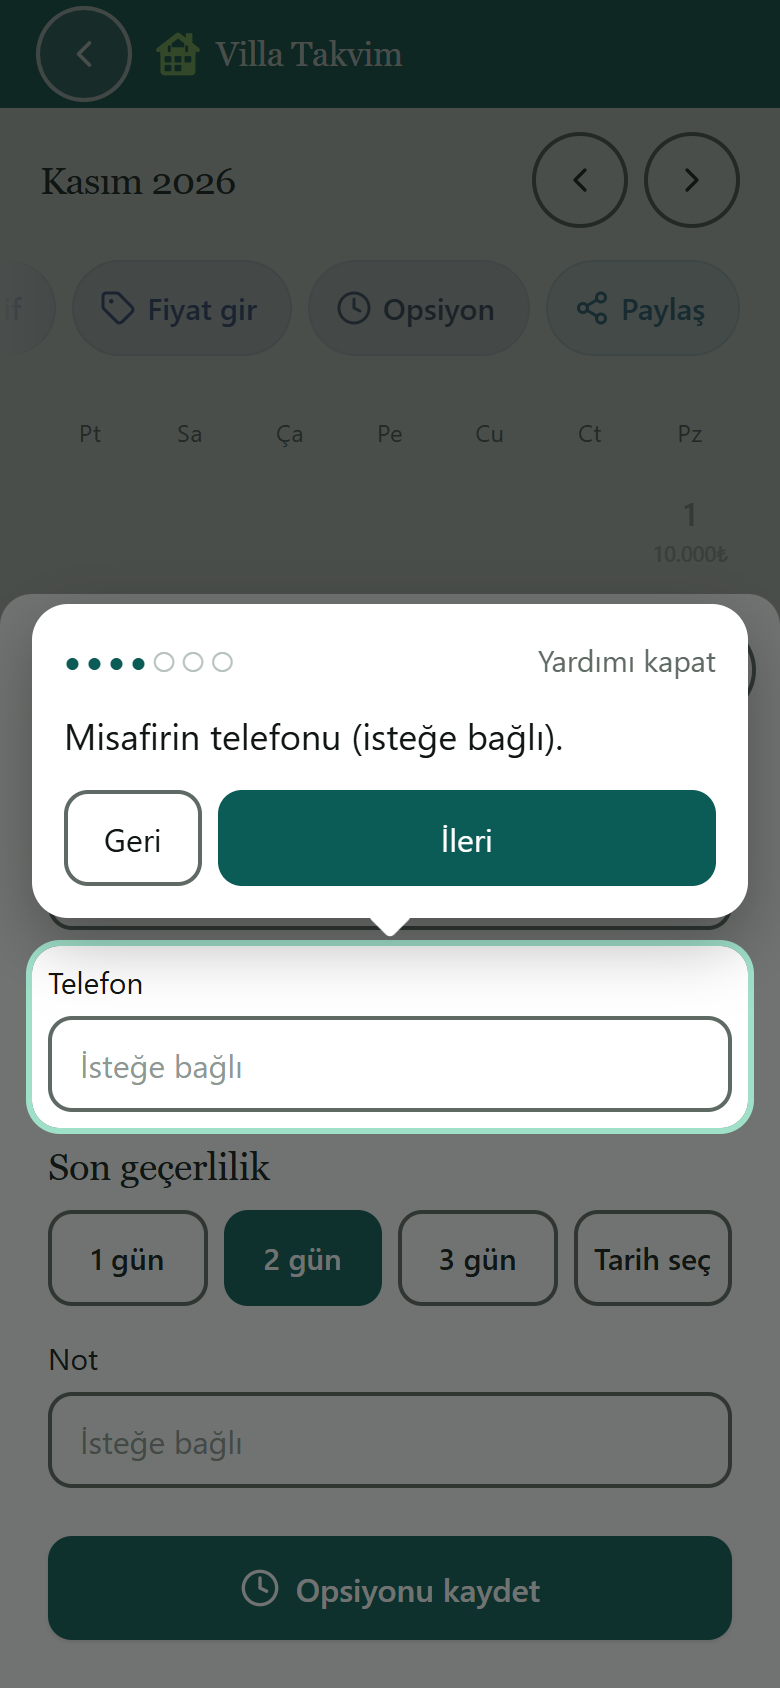 Villa Takvim
Kasım 2026
if
Fiyat gir
Opsiyon
Paylaş
Pt Sa Ça Pe Cu Ct Pz
1
10.000₺
Yardımı kapat
Misafirin telefonu (isteğe bağlı).
Geri
İleri
Telefon
İsteğe bağlı
Son geçerlilik
1 gün
2 gün
3 gün
Tarih seç
Not
İsteğe bağlı
Opsiyonu kaydet